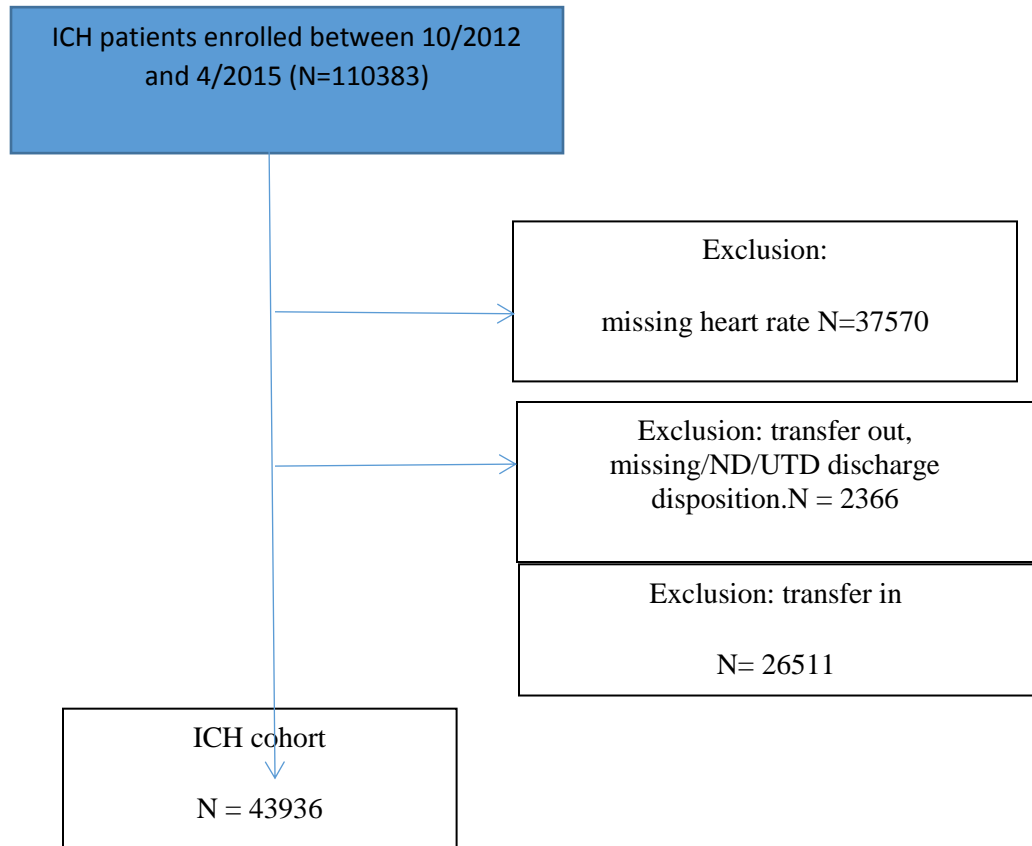 ICH patients enrolled between 10/2012
and 4/2015 (N=110383)
Exclusion:
missing heart rate N=37570
Exclusion: transfer out,
missing/ND/UTD discharge
disposition.N = 2366
Exclusion: transfer in
N= 26511
ICH cohort
N = 43936